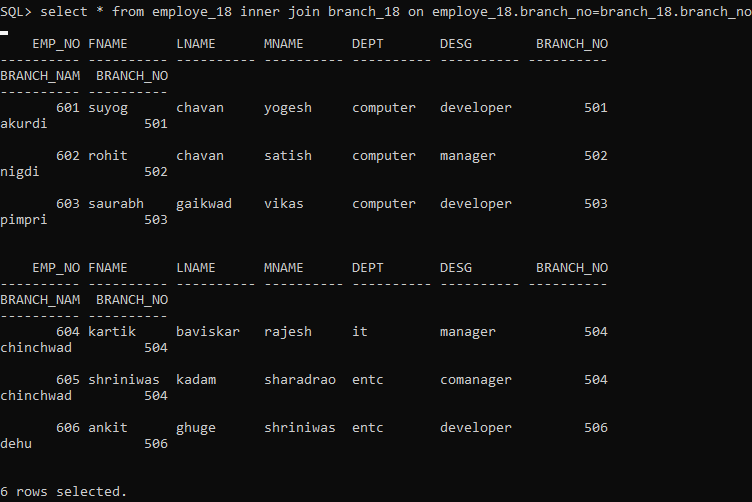 SQL> select * from employe_18 inner join branch_18 on employe_18.branch_no=branch_18.branch_no
    EMP_NO FNAME      LNAME      MNAME      DEPT       DESG        BRANCH_NO
---------- ---------- ---------- ---------- ---------- ---------- ----------
BRANCH_NAM  BRANCH_NO
---------- ----------
       601 suyog      chavan     yogesh     computer   developer         501
akurdi            501
       602 rohit      chavan     satish     computer   manager           502
nigdi             502
       603 saurabh    gaikwad    vikas      computer   developer         503
pimpri            503
    EMP_NO FNAME      LNAME      MNAME      DEPT       DESG        BRANCH_NO
---------- ---------- ---------- ---------- ---------- ---------- ----------
BRANCH_NAM  BRANCH_NO
---------- ----------
       604 kartik     baviskar   rajesh     it         manager           504
chinchwad         504
       605 shriniwas  kadam      sharadrao  entc       comanager         504
chinchwad         504
       606 ankit      ghuge      shriniwas  entc       developer         506
dehu              506
6 rows selected.